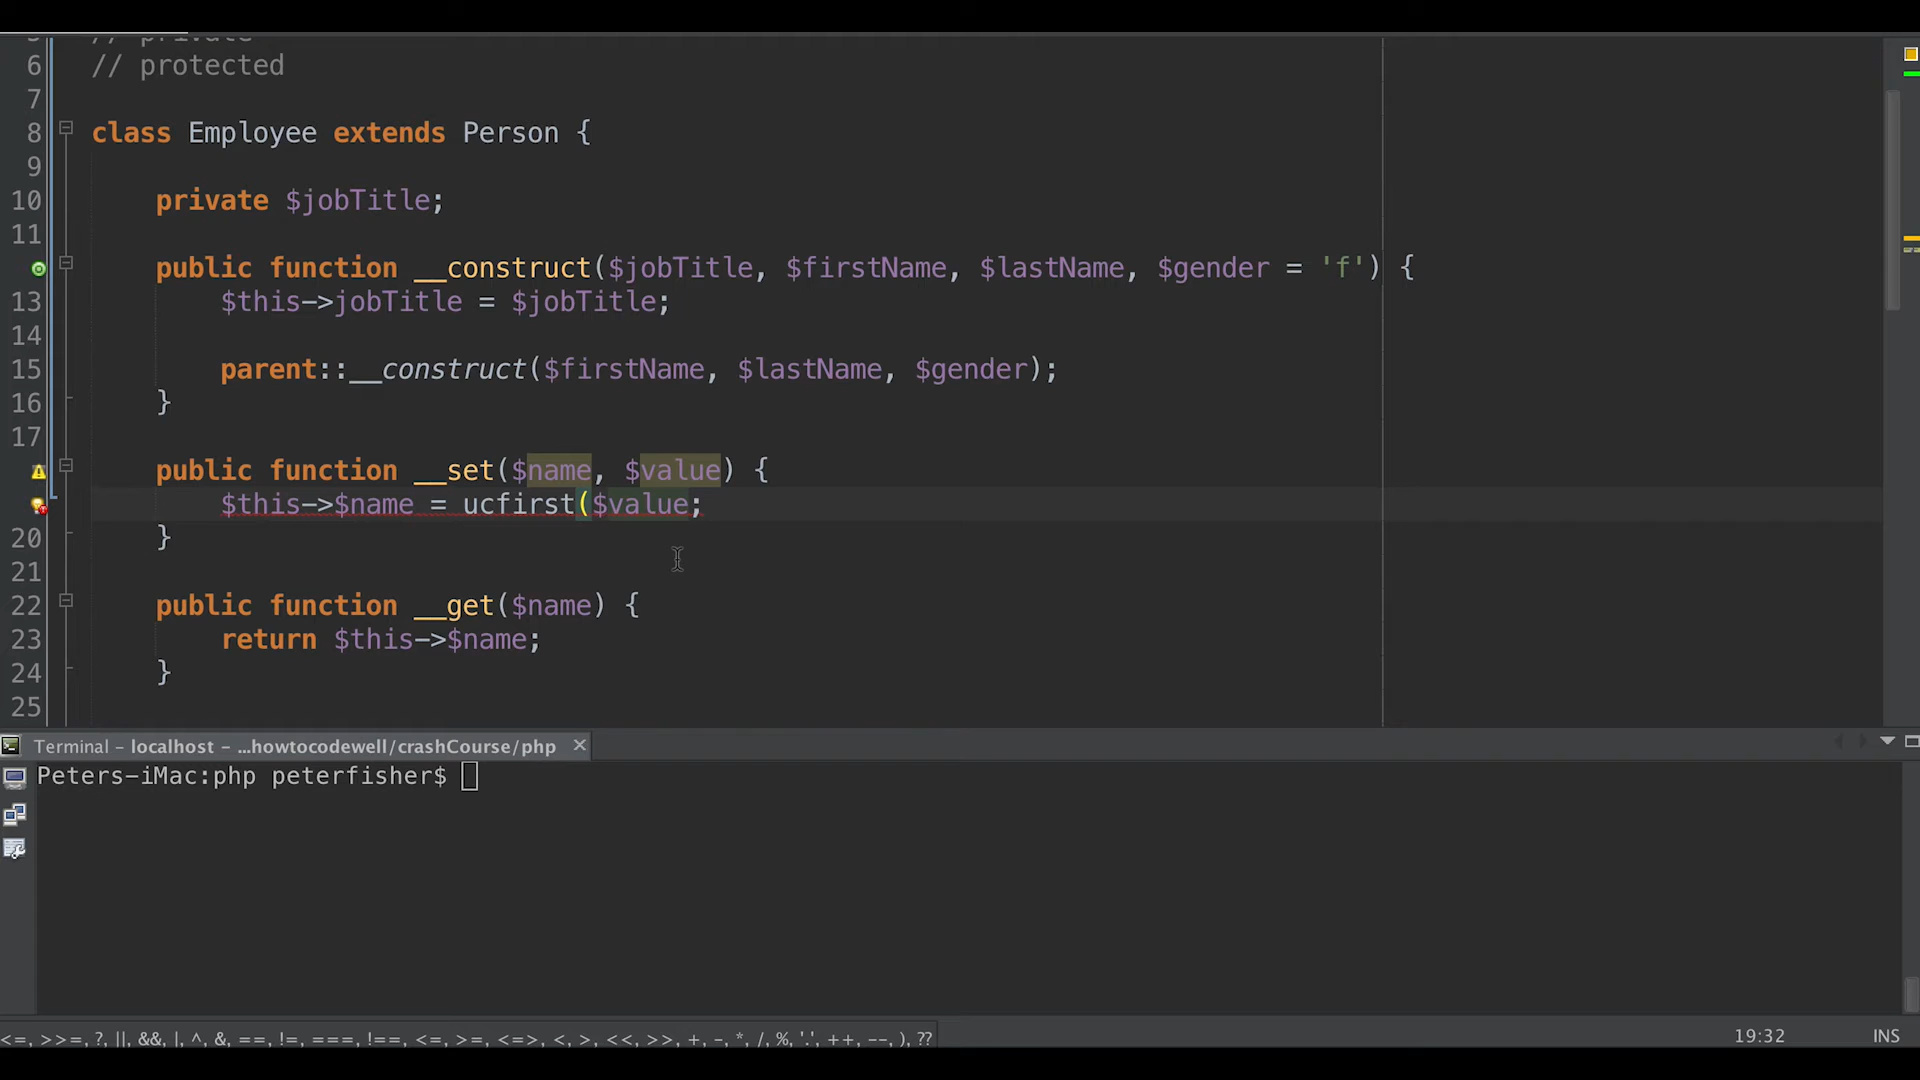 5 // private
6 // protected
7
8 class Employee extends Person {
9
10 private $jobTitle;
11
public function __construct($jobTitle, $firstName, $lastName, $gender = 'f') {
13 $this->jobTitle = $jobTitle;
14
15 parent::__construct($firstName, $lastName, $gender);
16 }
17
public function __set($name, $value) {
$this->$name = ucfirst($value;
20 }
21
22 public function __get($name) {
23 return $this->$name;
24 }
25
Terminal - localhost - ...howtocodewell/crashCourse/php
Peters-iMac:php peterfisher$
<=, >>=, ?, ||, &&, |, ^, &, ==, !=, ===, !==, <=, >=, <=>, <, >, <<, >>, +, -, *, /, %, '.', ++, --, ), ?? 19:32 INS